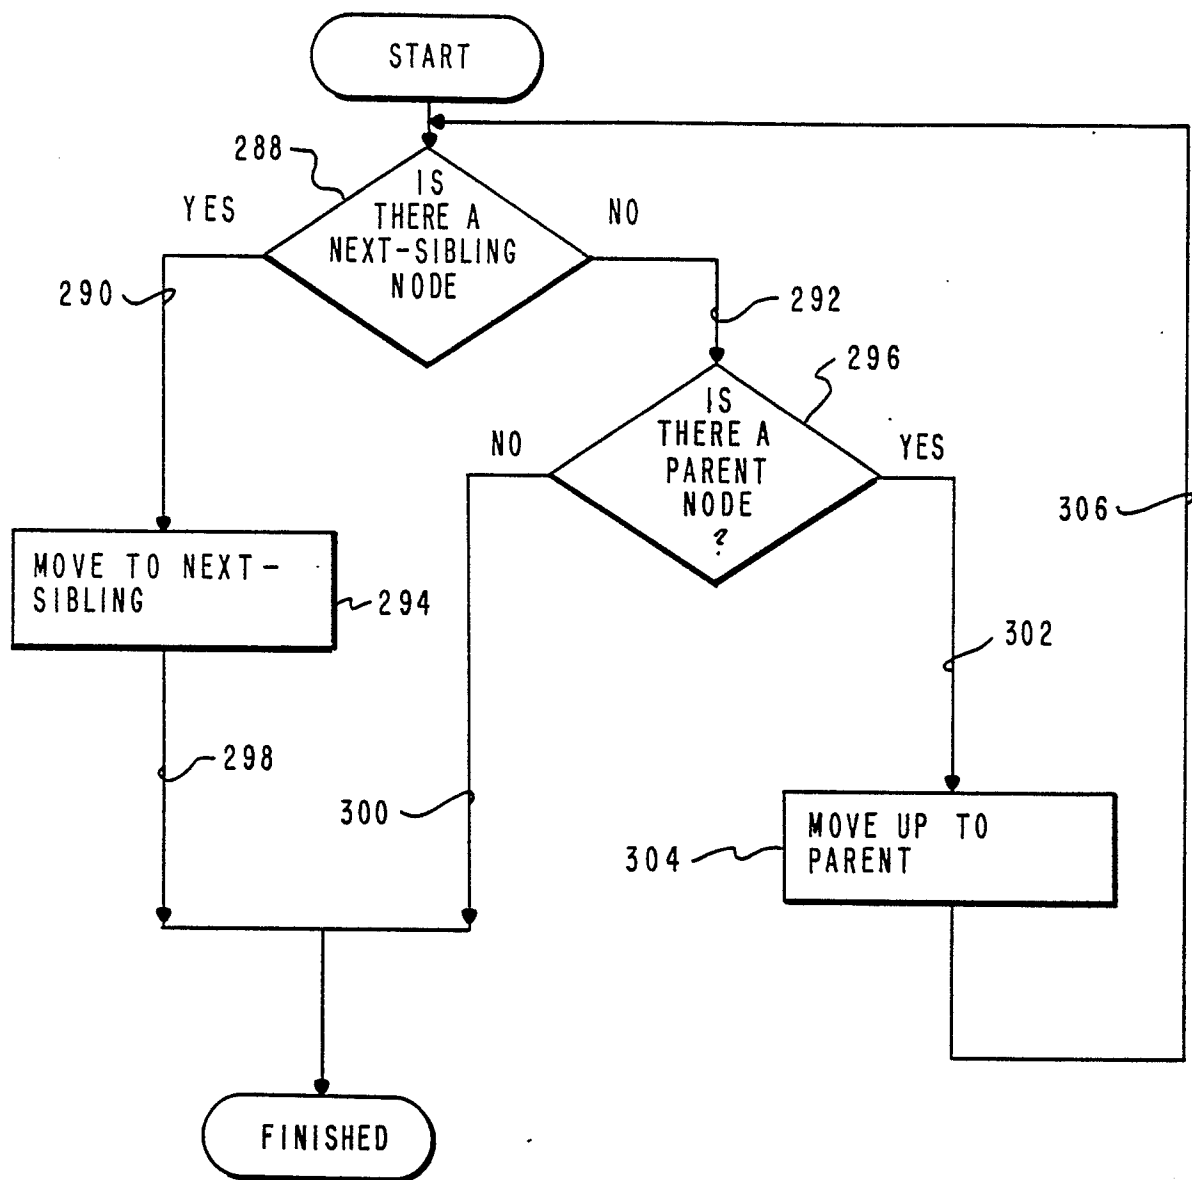 START
288
IS
THERE A
NEXT-SIBLING
NODE
YES
NO
290
292
296
IS
THERE A
PARENT
NODE
?
NO
YES
306
MOVE TO NEXT-
SIBLING
294
302
298
300
MOVE UP TO
PARENT
304
FINISHED